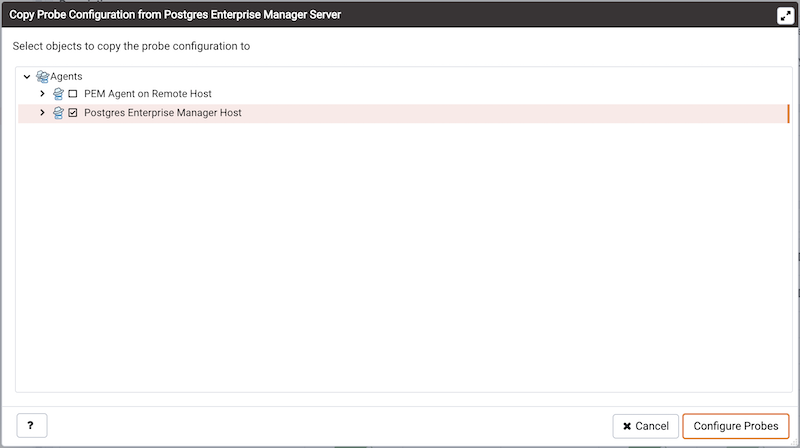 Copy Probe Configuration from Postgres Enterprise Manager Server
Select objects to copy the probe configuration to
Agents
PEM Agent on Remote Host
Postgres Enterprise Manager Host
? Cancel Configure Probes